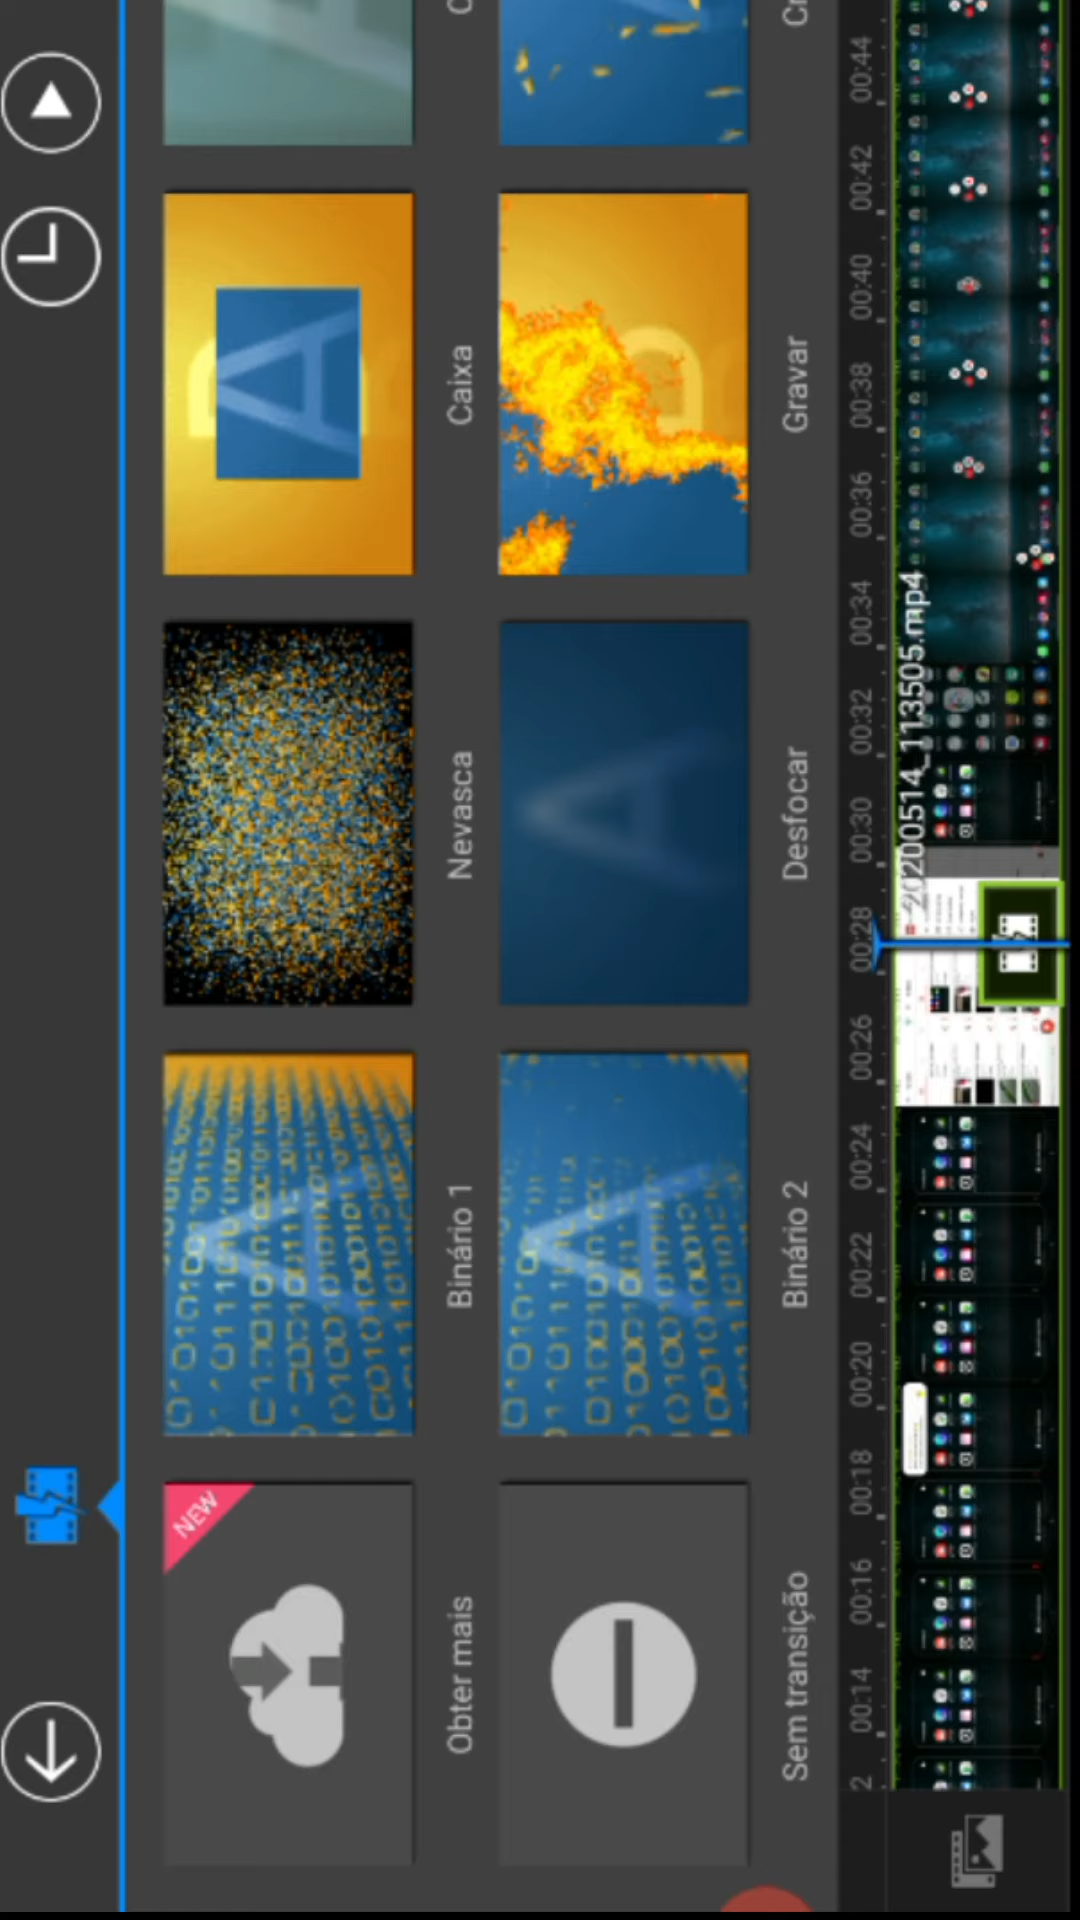 NEW
A
Obter mais
Binário 1
Nevasca
Caixa
C
Sem transição
Binário 2
Desfocar
Gravar
Cr
2 00:14 00:16 00:18 00:20 00:22 00:24 00:26 00:28 00:30 00:32 00:34 00:36 00:38 00:40 00:42 00:44
20200514_113505.mp4